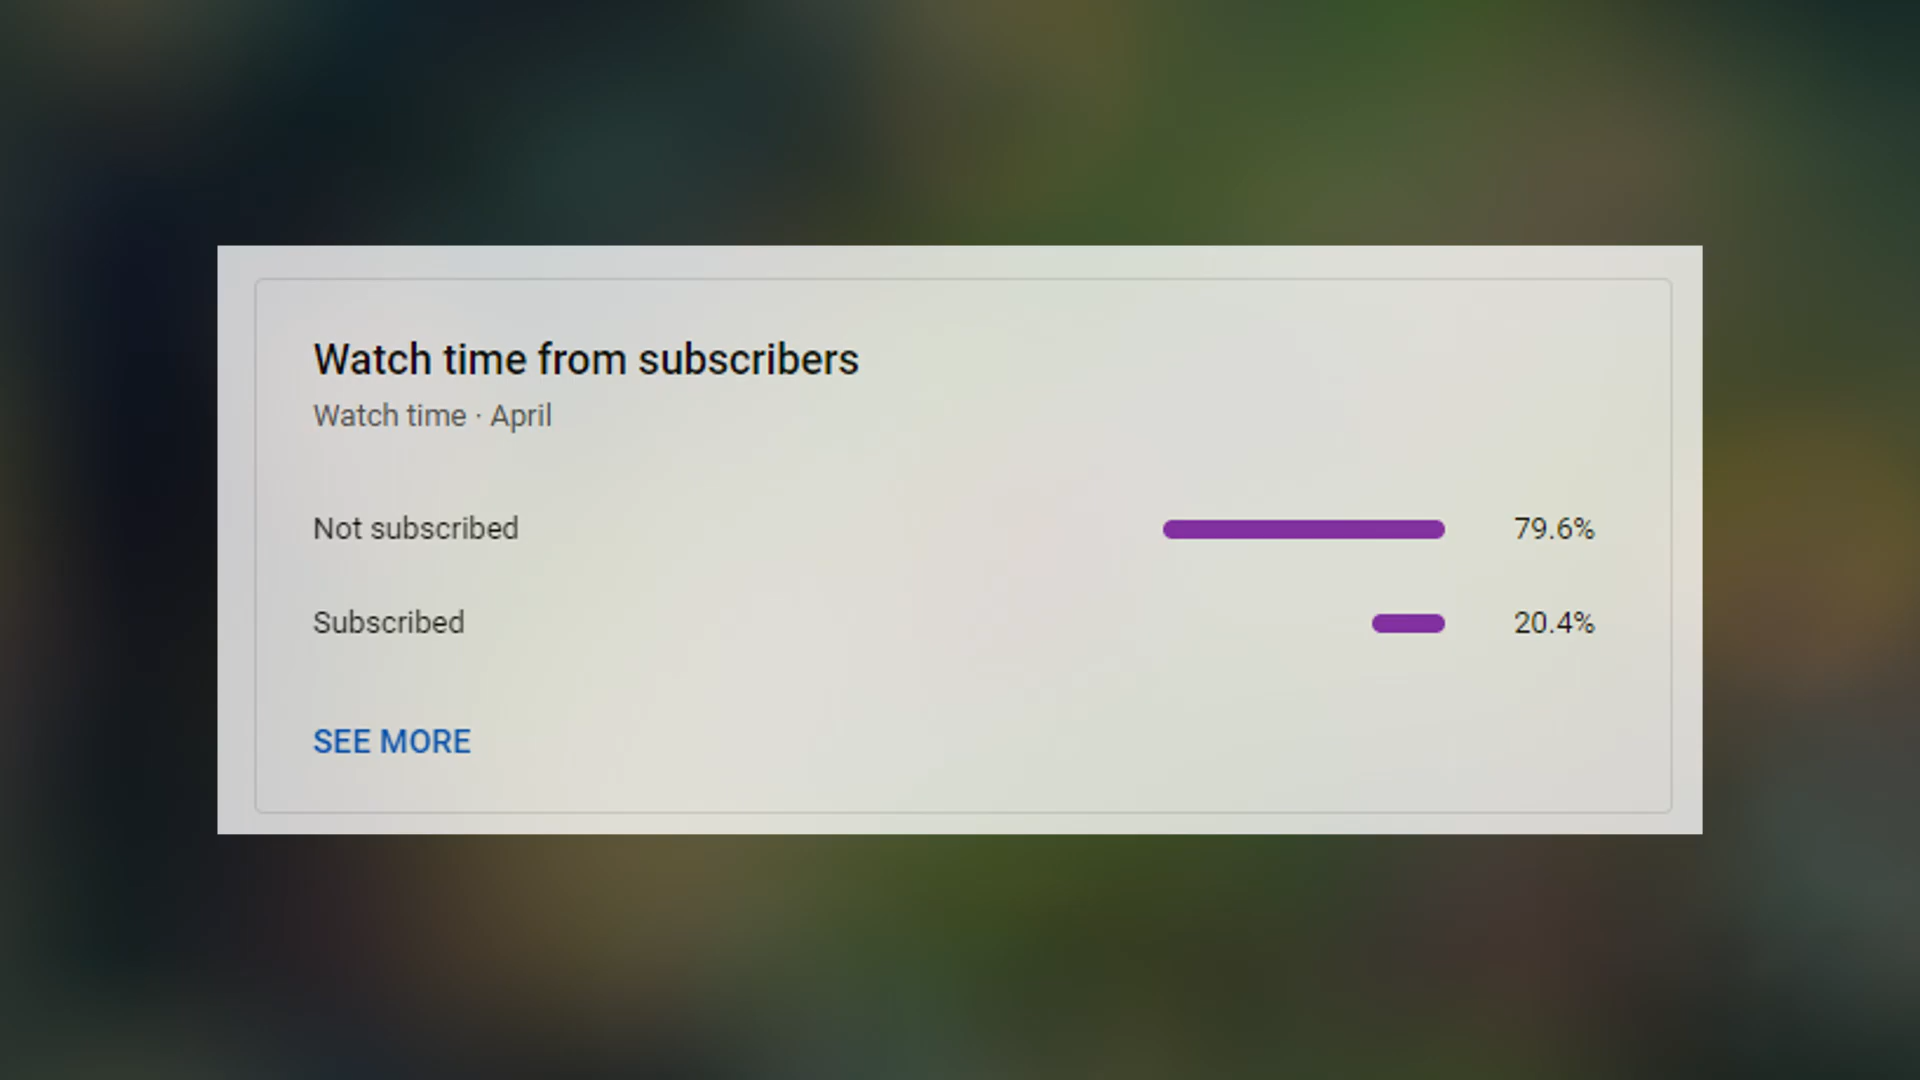 Watch time from subscribers
Watch time · April
Not subscribed 79.6%
Subscribed 20.4%
SEE MORE